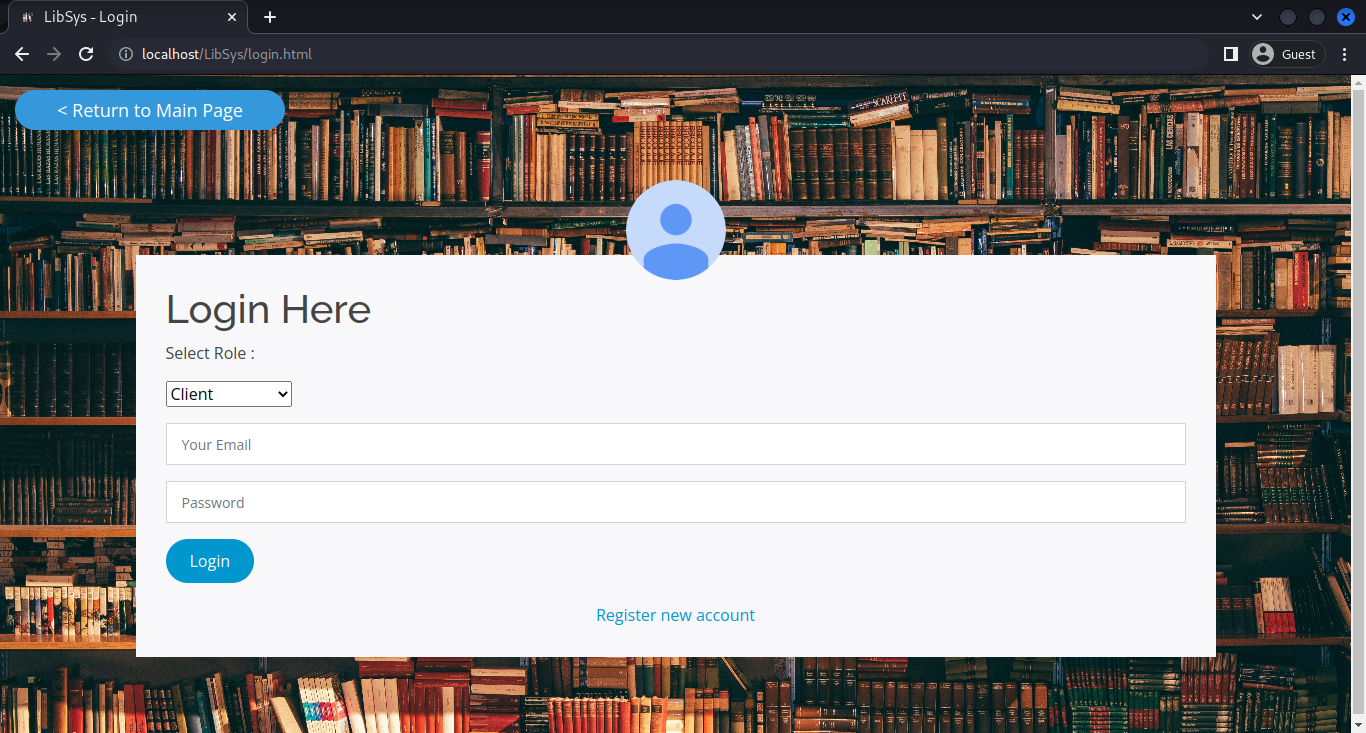 LibSys - Login
localhost/LibSys/login.html
Guest
< Return to Main Page
SCARLETT
Login Here
Select Role :
Client
Your Email
Password
Login
Register new account